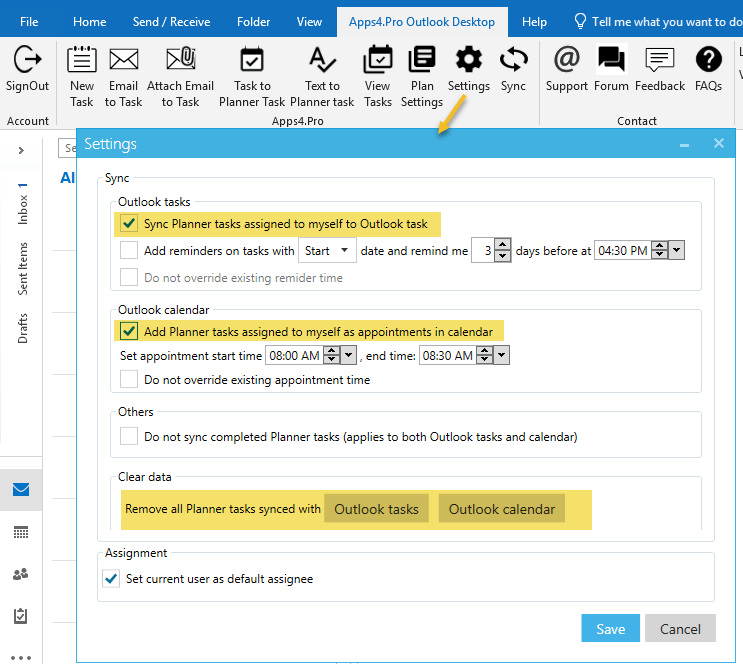 File Home Send / Receive Folder View Apps4.Pro Outlook Desktop Help Tell me what you want to do
SignOut
New Task
Email to Task
Attach Email to Task
Task to Planner Task
Text to Planner task
View Tasks
Plan Settings
Settings
Sync
Support
Forum
Feedback
FAQs
Account
Apps4.Pro
Contact
Se
Al
Inbox 1
Sent Items
Drafts
Settings
Sync
Outlook tasks
Sync Planner tasks assigned to myself to Outlook task
Add reminders on tasks with Start date and remind me 3 days before at 04:30 PM
Do not override existing remider time
Outlook calendar
Add Planner tasks assigned to myself as appointments in calendar
Set appointment start time 08:00 AM , end time: 08:30 AM
Do not override existing appointment time
Others
Do not sync completed Planner tasks (applies to both Outlook tasks and calendar)
Clear data
Remove all Planner tasks synced with Outlook tasks Outlook calendar
Assignment
Set current user as default assignee
Save Cancel